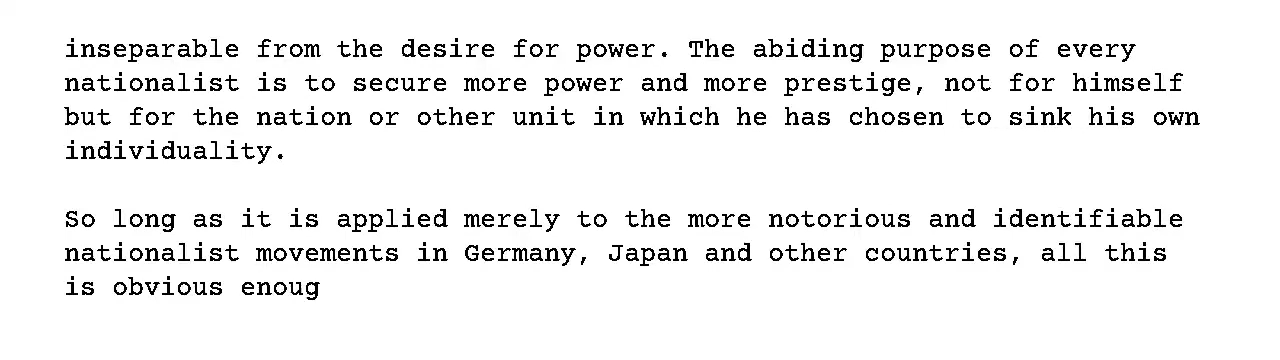 inseparable from the desire for power. The abiding purpose of every
nationalist is to secure more power and more prestige, not for himself
but for the nation or other unit in which he has chosen to sink his own
individuality.

So long as it is applied merely to the more notorious and identifiable
nationalist movements in Germany, Japan and other countries, all this
is obvious enoug